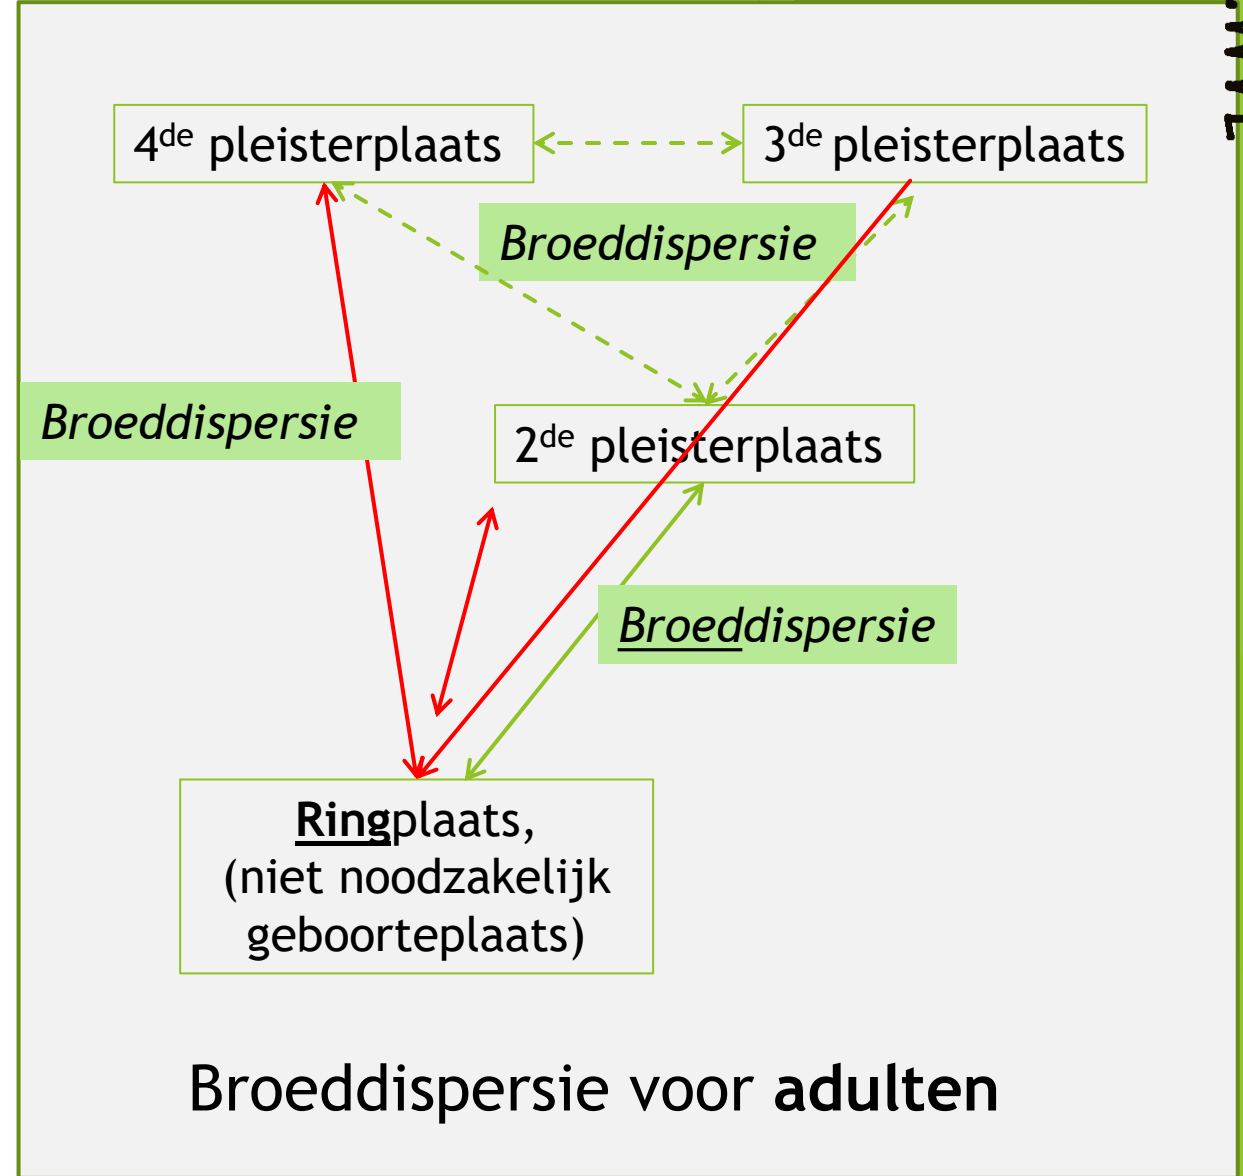 4de pleisterplaats
3de pleisterplaats
Broeddispersie
Broeddispersie
2de pleisterplaats
Broeddispersie
Ringplaats,
(niet noodzakelijk
geboorteplaats)
Broeddispersie voor adulten